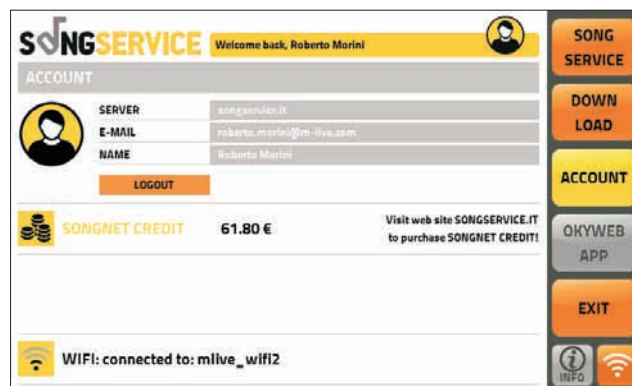 SONGSERVICE Welcome back, Roberto Morini
ACCOUNT
SERVER songservice.it
E-MAIL roberto.morini@m-live.com
NAME Roberto Morini
LOGOUT
SONGNET CREDIT 61.80 €
Visit web site SONGSERVICE.IT
to purchase SONGNET CREDIT!
WIFI: connected to: mlive_wifi2
SONG
SERVICE
DOWN
LOAD
ACCOUNT
OKYWEB
APP
EXIT
INFO